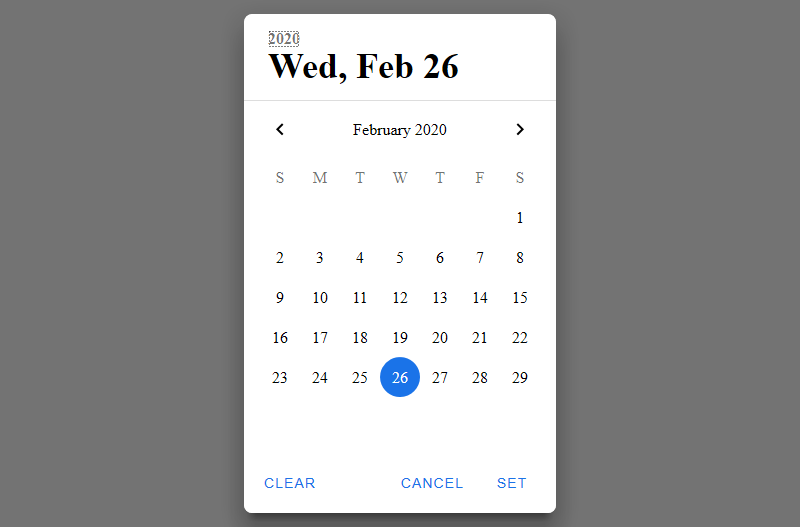 2020
Wed, Feb 26
February 2020
S M T W T F S
1
2 3 4 5 6 7 8
9 10 11 12 13 14 15
16 17 18 19 20 21 22
23 24 25 26 27 28 29
CLEAR CANCEL SET